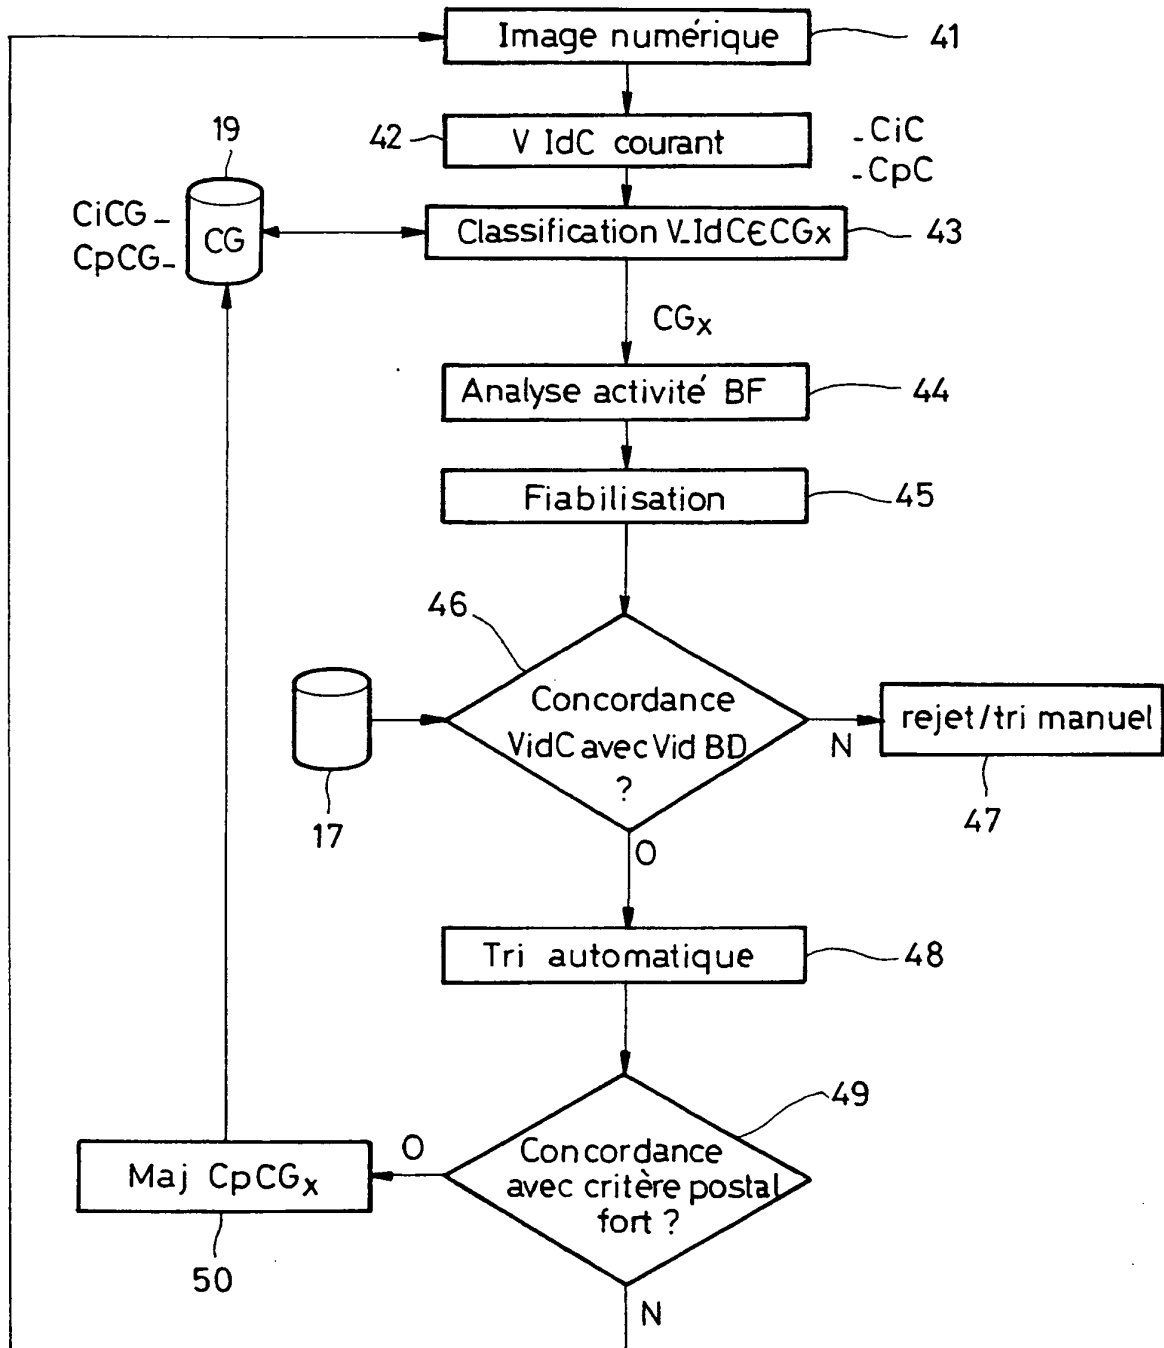 Image numérique
41
42
V IdC courant
-CiC
-CpC
19
CiCG-
CpCG-
CG
Classification V-IdC∈CGx
43
CGx
Analyse activité BF
44
Fiabilisation
45
46
Concordance
VidC avec Vid BD
?
N
rejet/tri manuel
47
17
O
Tri automatique
48
49
Concordance
avec critère postal
fort ?
O
Maj CpCGx
50
N